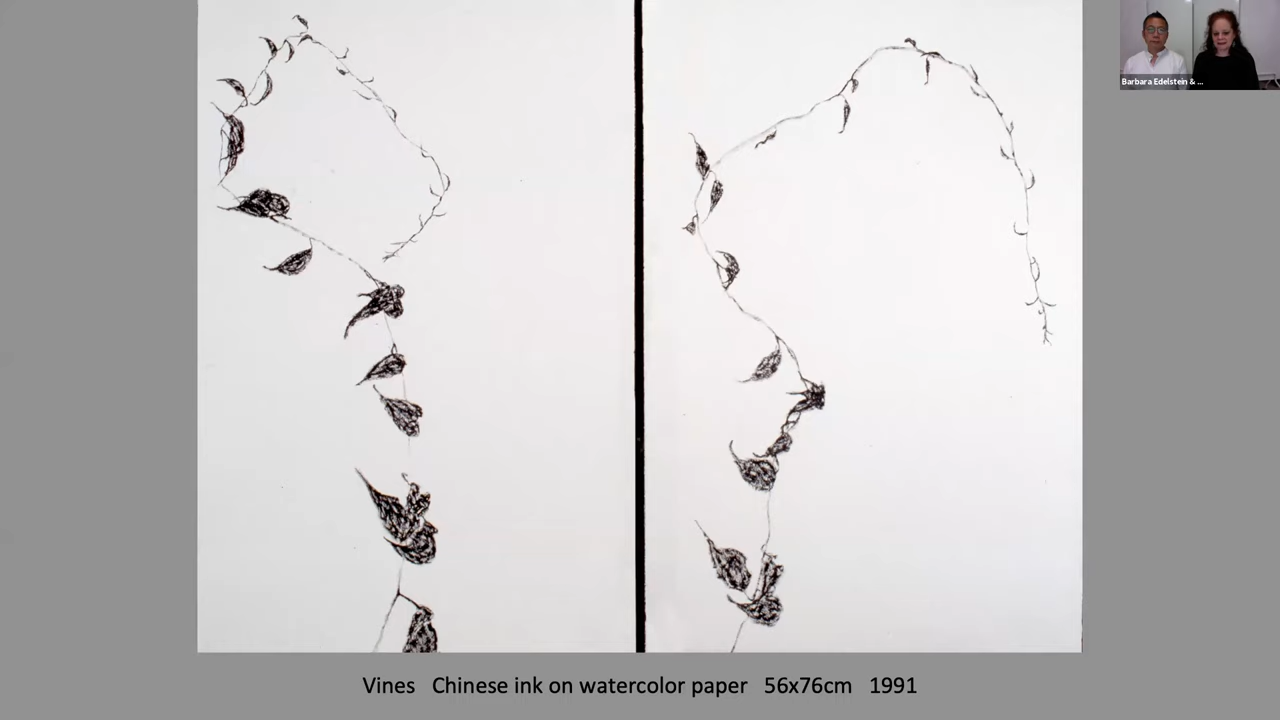 Barbara Edelstein & ...
Vines Chinese ink on watercolor paper 56x76cm 1991